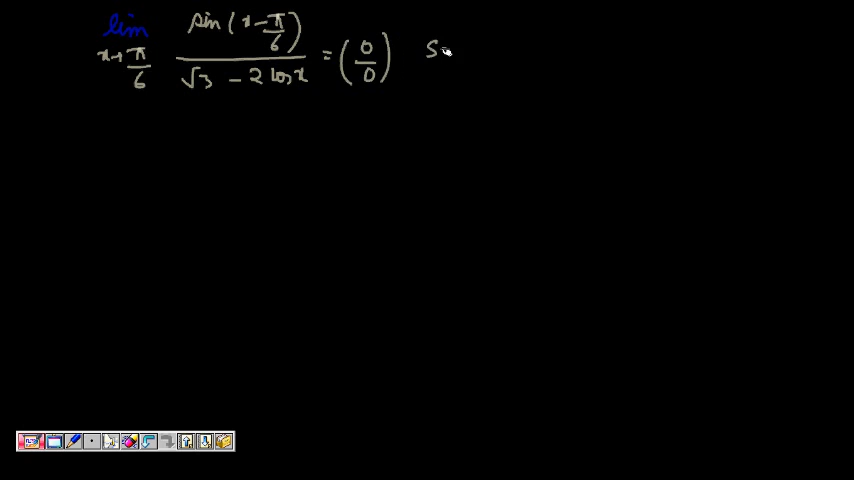 lim x→π/6 sin(x-π/6) / √3 - 2 cos x = (0/0) S